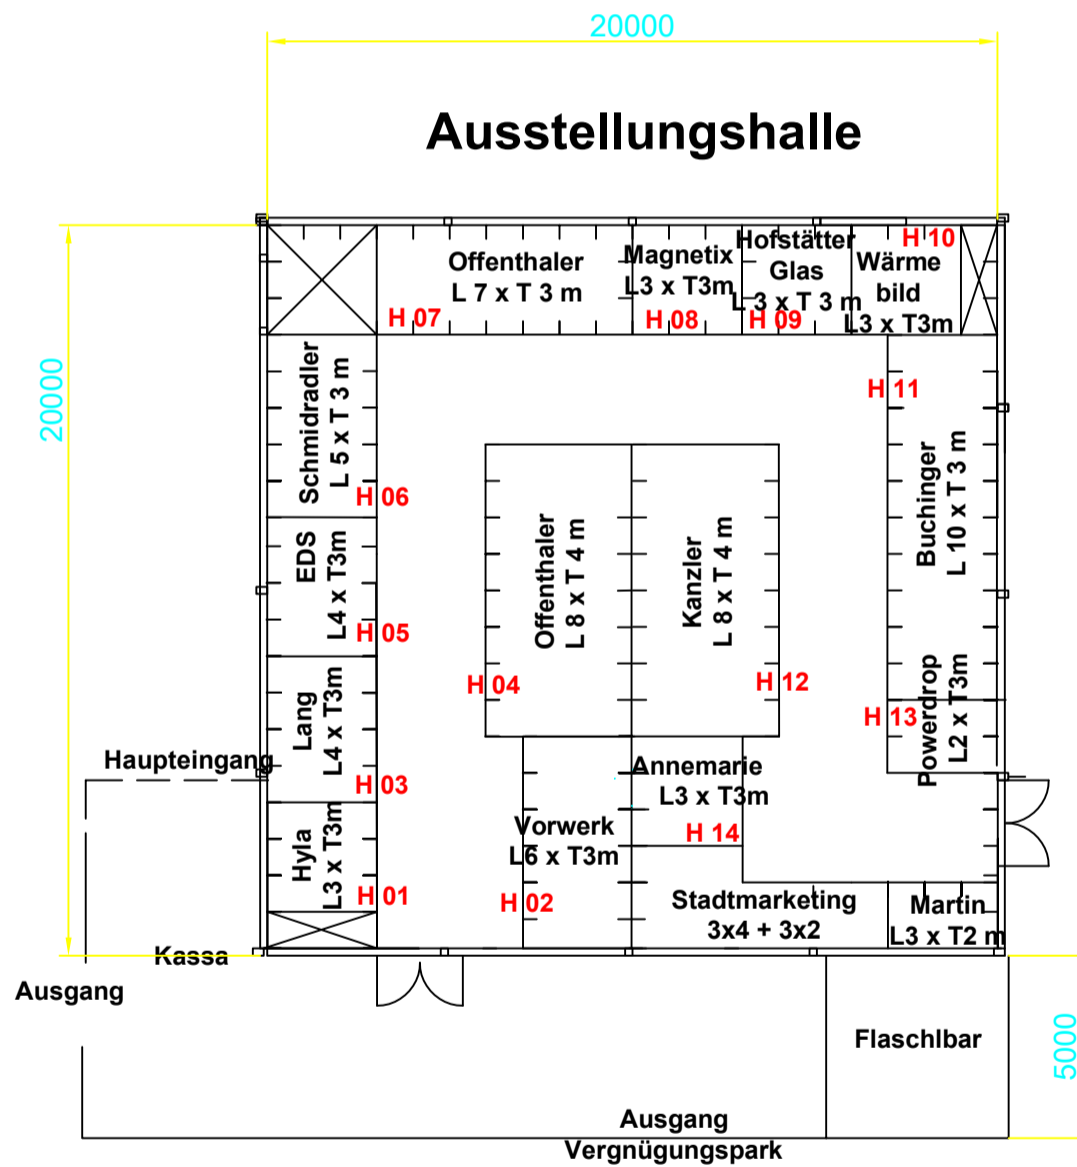 20000
Ausstellungshalle
20000
Offenthaler
L 7 x T 3 m
H 07
Magnetix
L3 x T3m
H 08
Hofstätter
Glas
L 3 x T 3 m
H 09
H 10
Wärme
bild
L3 x T3m
Schmidradler
L 5 x T 3 m
H 06
H 11
Buchinger
L 10 x T 3 m
EDS
L4 x T3m
H 05
Offenthaler
L 8 x T 4 m
H 04
Kanzler
L 8 x T 4 m
H 12
Lang
L4 x T3m
H 03
H 13
Powerdrop
L2 x T3m
Haupteingang
Annemarie
L3 x T3m
H 14
Hyla
L3 x T3m
H 01
Vorwerk
L6 x T3m
H 02
Stadtmarketing
3x4 + 3x2
Martin
L3 x T2 m
Kassa
Ausgang
Flaschlbar
5000
Ausgang
Vergnügungspark